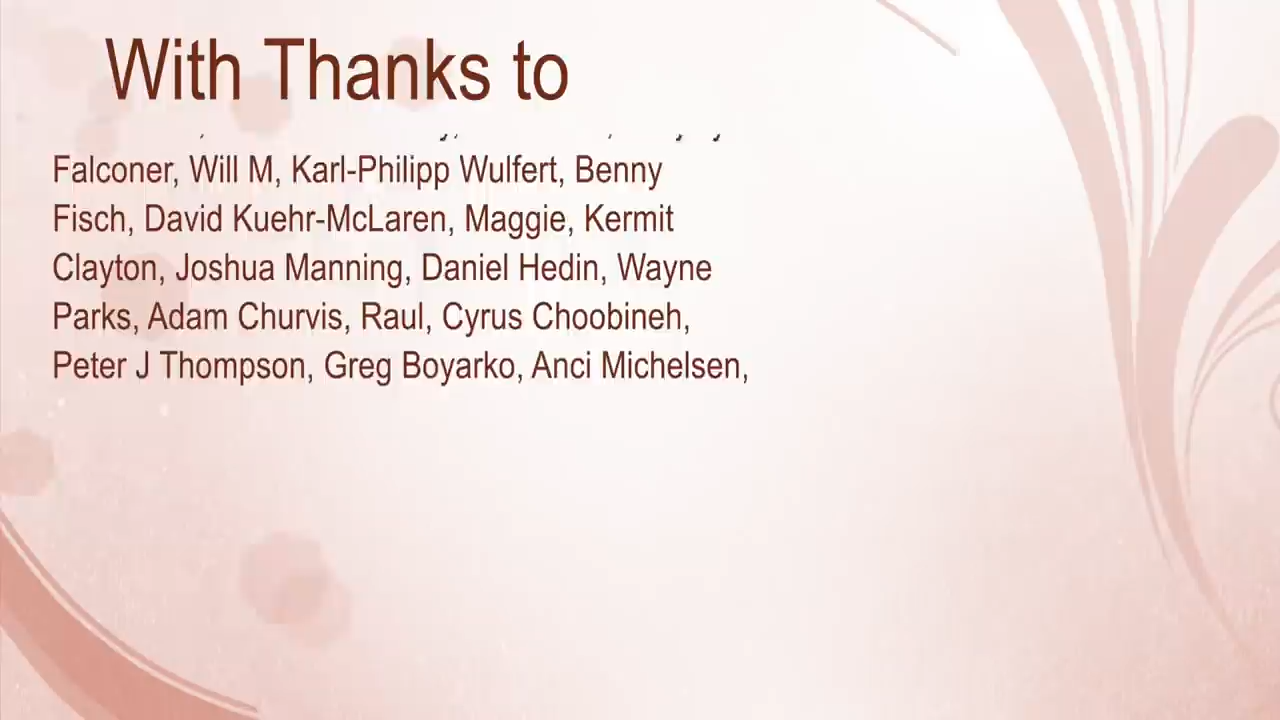 With Thanks to
Falconer, Will M, Karl-Philipp Wulfert, Benny
Fisch, David Kuehr-McLaren, Maggie, Kermit
Clayton, Joshua Manning, Daniel Hedin, Wayne
Parks, Adam Churvis, Raul, Cyrus Choobineh,
Peter J Thompson, Greg Boyarko, Anci Michelsen,